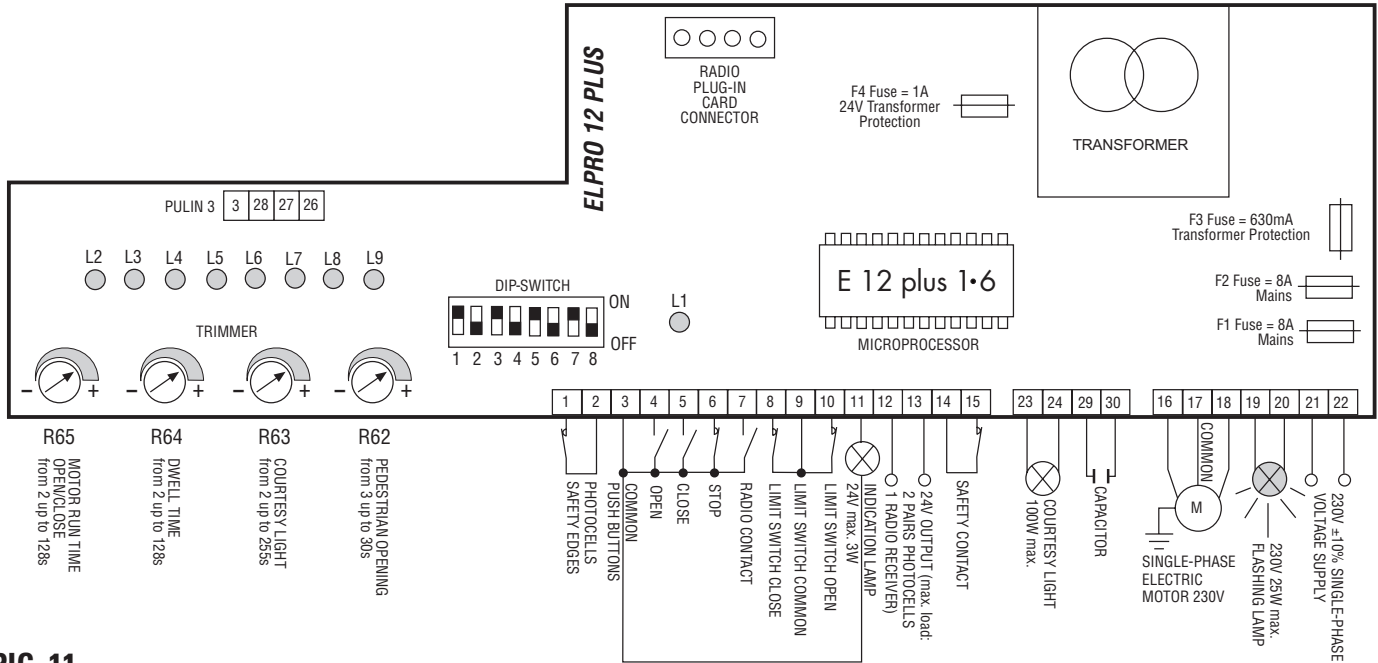 ELPRO 12 PLUS
RADIO
PLUG-IN
CARD
CONNECTOR
F4 Fuse = 1A
24V Transformer
Protection
TRANSFORMER
PULIN 3 3 28 27 26
F3 Fuse = 630mA
Transformer Protection
L2 L3 L4 L5 L6 L7 L8 L9
E 12 plus 1•6
MICROPROCESSOR
F2 Fuse = 8A
Mains
F1 Fuse = 8A
Mains
DIP-SWITCH
ON
OFF
1 2 3 4 5 6 7 8
L1
TRIMMER
– + – + – + – +
1 2 3 4 5 6 7 8 9 10 11 12 13 14 15 23 24 29 30 16 17 18 19 20 21 22
R65 R64 R63 R62
MOTOR RUN TIME
OPEN/CLOSE
from 2 up to 128s
DWELL TIME
from 2 up to 128s
COURTESY LIGHT
from 2 up to 255s
PEDESTRIAN OPENING
from 3 up to 30s
PHOTOCELLS
SAFETY EDGES
COMMON
PUSH BUTTONS
OPEN
CLOSE
STOP
RADIO CONTACT
LIMIT SWITCH CLOSE
LIMIT SWITCH COMMON
LIMIT SWITCH OPEN
INDICATION LAMP
24V max. 3W
24V OUTPUT (max. load:
2 PAIRS PHOTOCELLS
1 RADIO RECEIVER)
SAFETY CONTACT
COURTESY LIGHT
100W max.
CAPACITOR
COMMON
M
SINGLE-PHASE
ELECTRIC
MOTOR 230V
230V 25W max.
FLASHING LAMP
230V ±10% SINGLE-PHASE
VOLTAGE SUPPLY